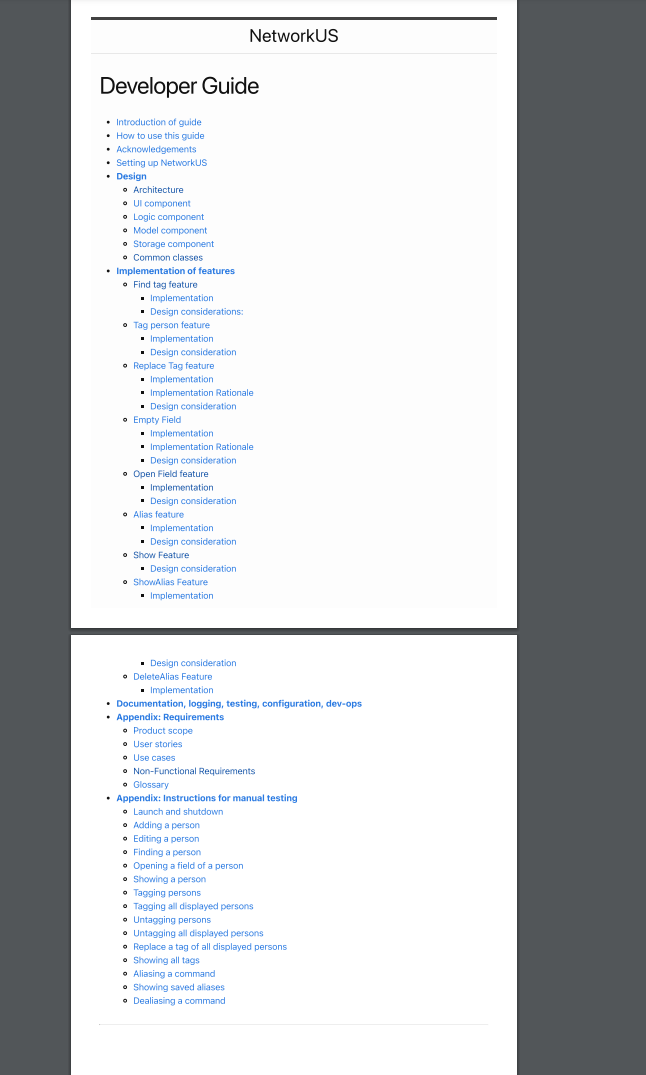 NetworkUS
Developer Guide
Introduction of guide
How to use this guide
Acknowledgements
Setting up NetworkUS
Design
Architecture
UI component
Logic component
Model component
Storage component
Common classes
Implementation of features
Find tag feature
Implementation
Design considerations:
Tag person feature
Implementation
Design consideration
Replace Tag feature
Implementation
Implementation Rationale
Design consideration
Empty Field
Implementation
Implementation Rationale
Design consideration
Open Field feature
Implementation
Design consideration
Alias feature
Implementation
Design consideration
Show Feature
Design consideration
ShowAlias Feature
Implementation
Design consideration
DeleteAlias Feature
Implementation
Documentation, logging, testing, configuration, dev-ops
Appendix: Requirements
Product scope
User stories
Use cases
Non-Functional Requirements
Glossary
Appendix: Instructions for manual testing
Launch and shutdown
Adding a person
Editing a person
Finding a person
Opening a field of a person
Showing a person
Tagging persons
Tagging all displayed persons
Untagging persons
Untagging all displayed persons
Replace a tag of all displayed persons
Showing all tags
Aliasing a command
Showing saved aliases
Dealiasing a command